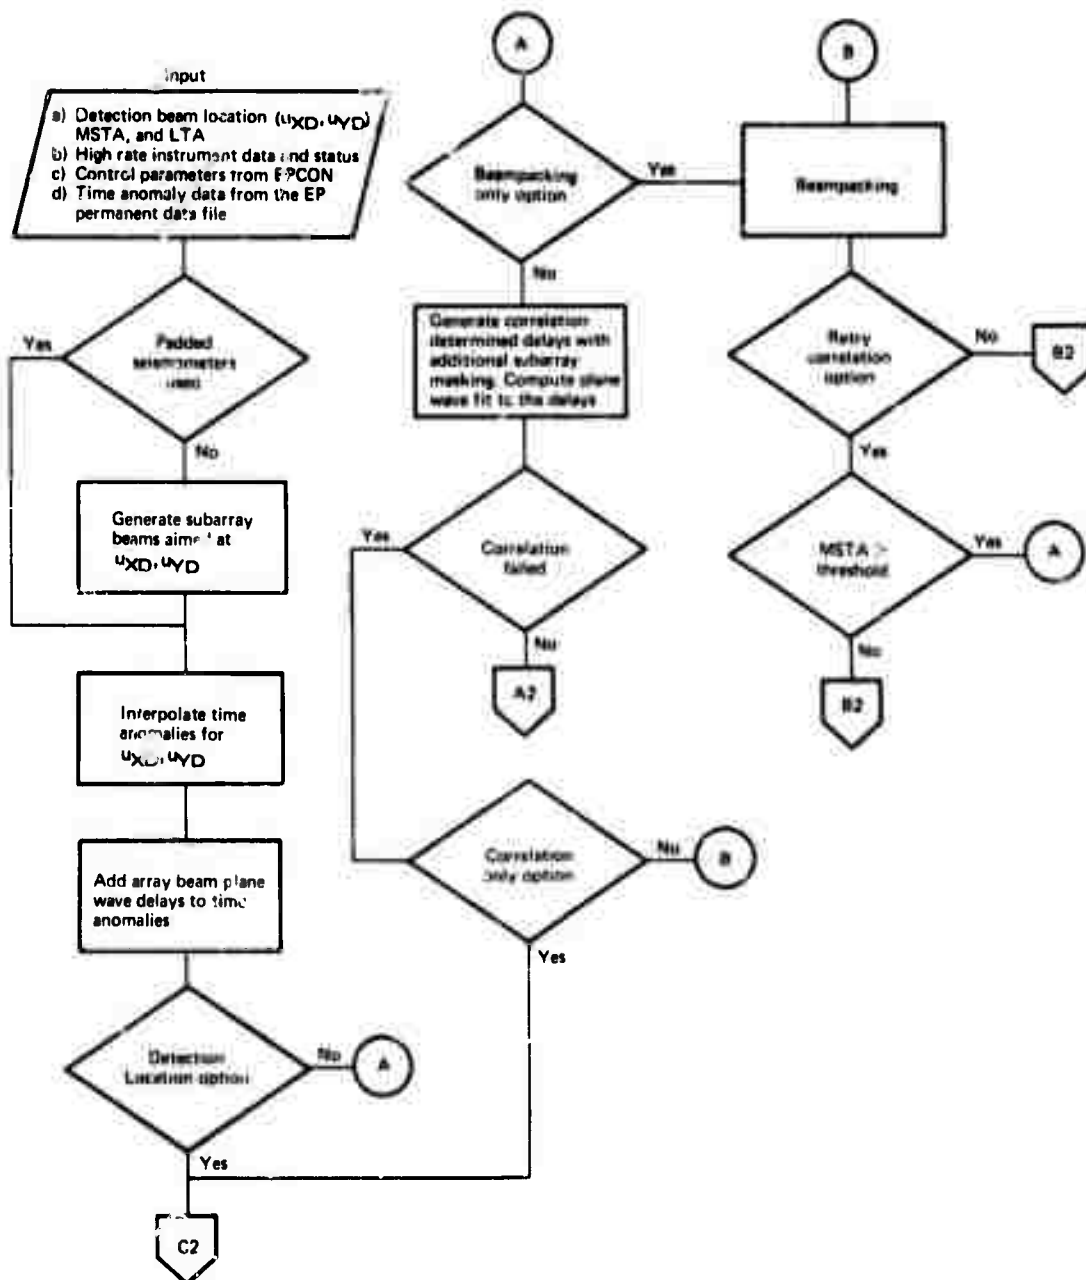 Input
a) Detection beam location (uXD, uYD)
MSTA, and LTA
b) High rate instrument data and status
c) Control parameters from EPCON
d) Time anomaly data from the EP
permanent data file
Yes
Padded
seismometers
used
No
Generate subarray
beams aimed at
uXD, uYD
Interpolate time
anomalies for
uXD, uYD
Add array beam plane
wave delays to time
anomalies
Detection
Location option
No
A
Yes
C2
A
Beampacking
only option
Yes
No
Generate correlation
determined delays with
additional subarray
masking. Compute plane
wave fit to the delays
Yes
Correlation
failed
No
A2
Correlation
only option
No
B
Yes
B
Beampacking
Retry
correlation
option
No
B2
Yes
MSTA >
threshold
Yes
A
No
B2